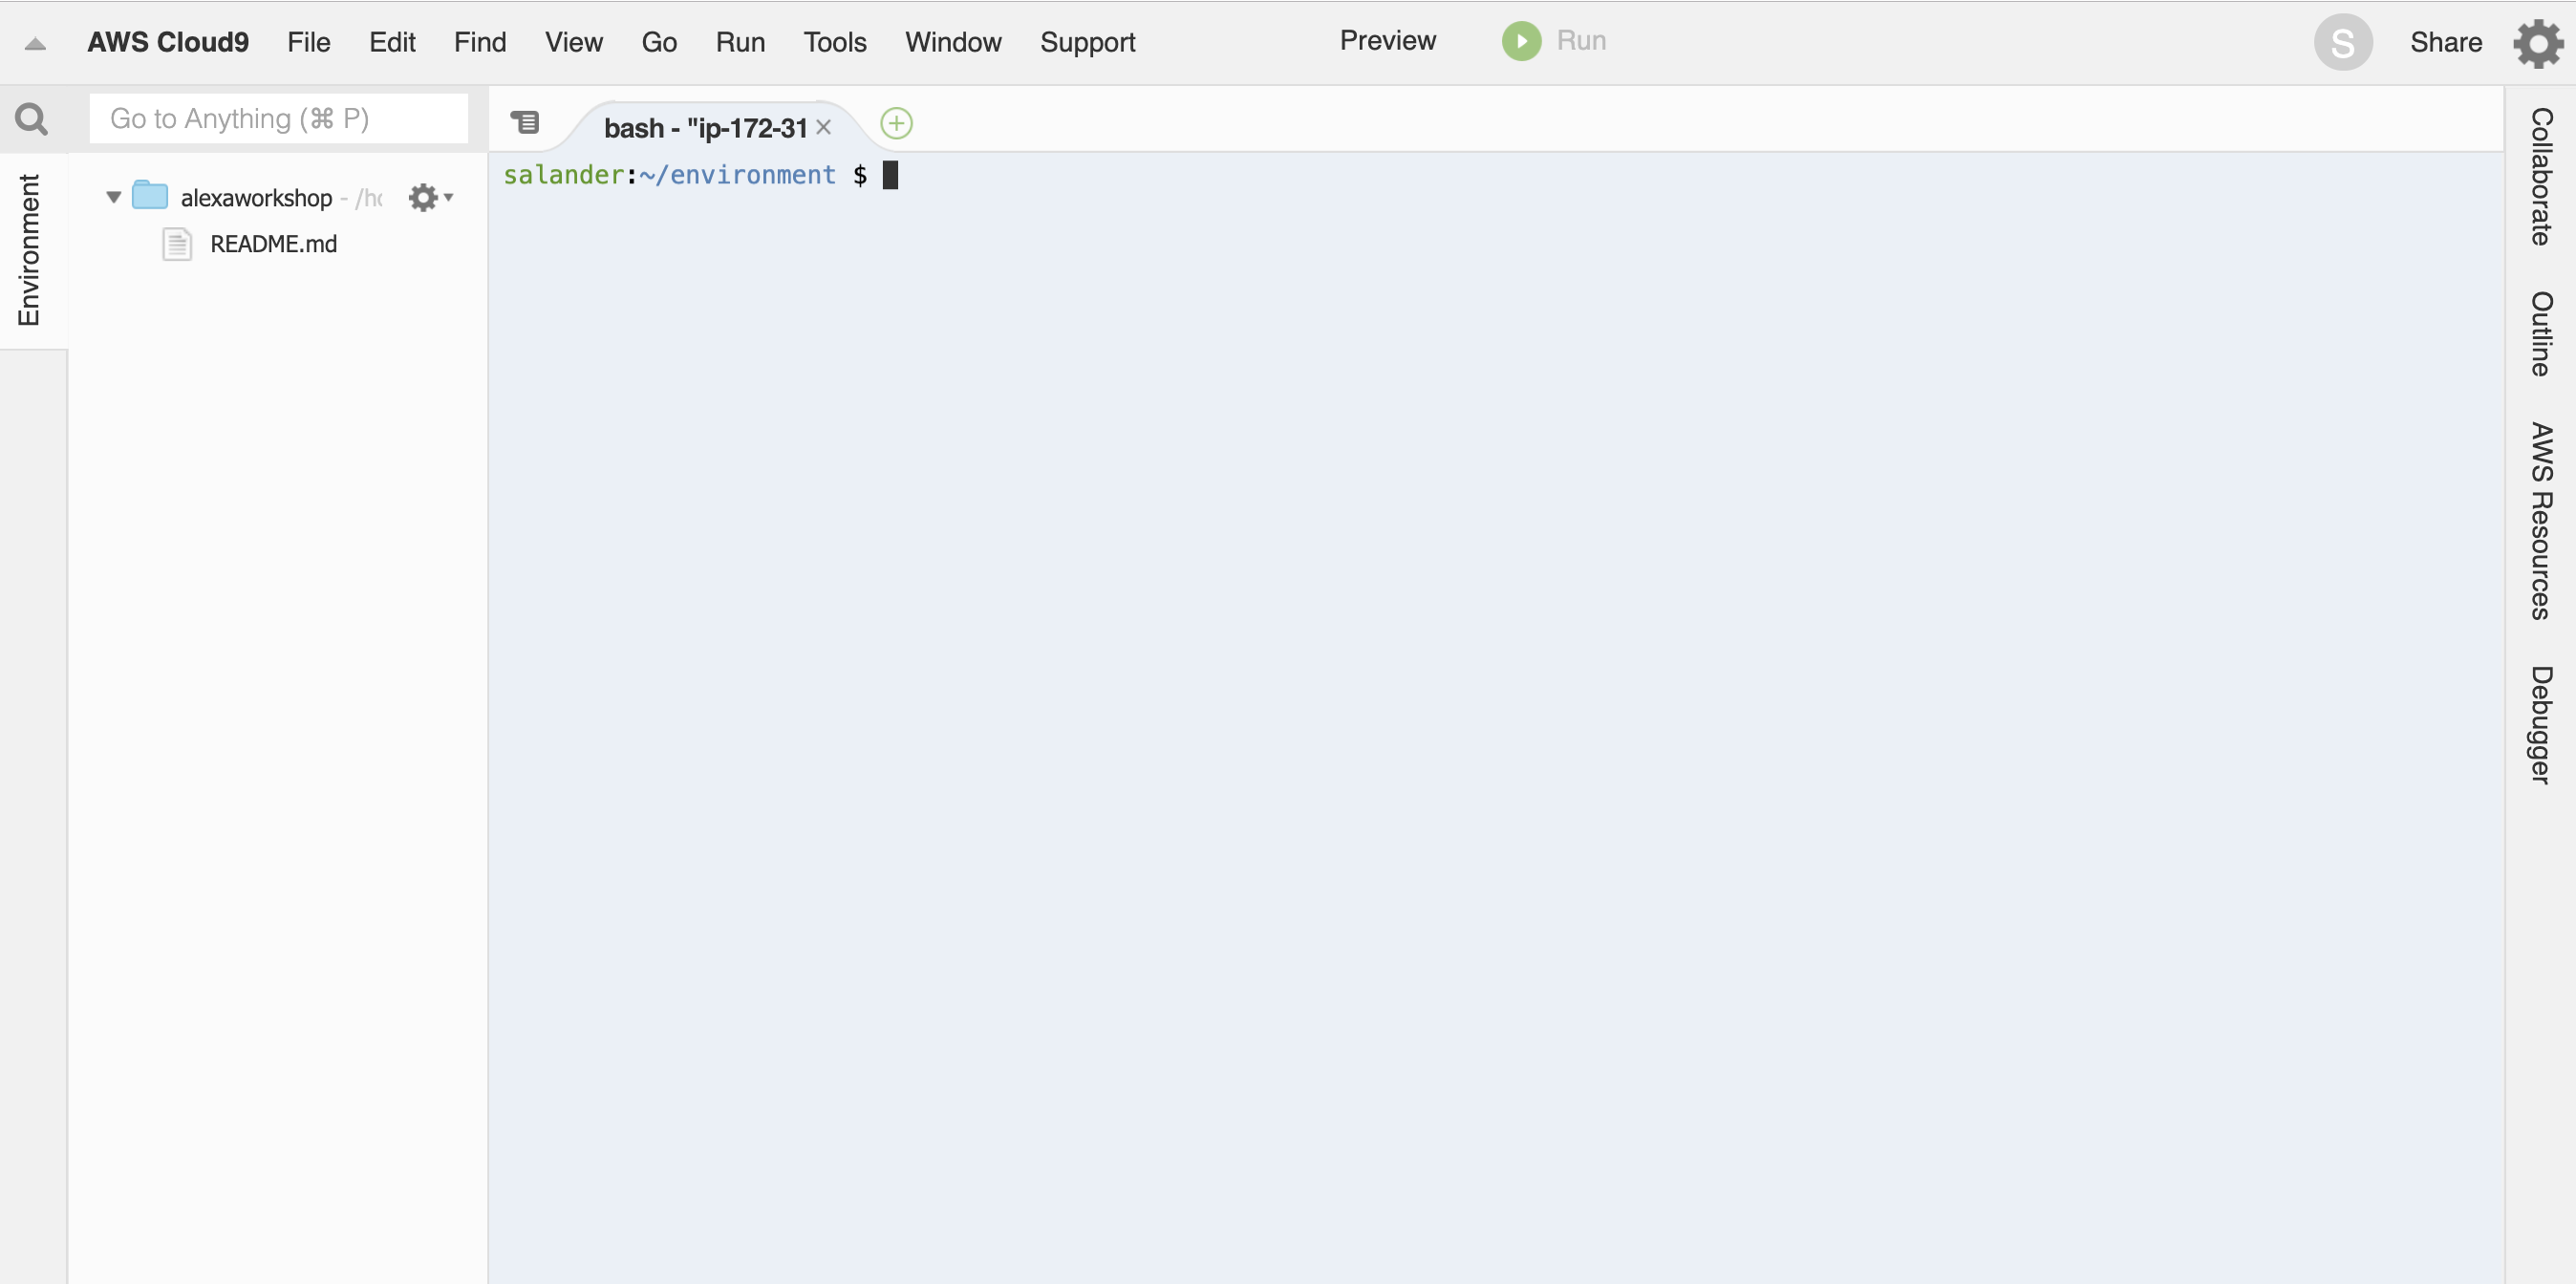 AWS Cloud9 File Edit Find View Go Run Tools Window Support Preview Run S Share
Go to Anything (⌘ P)
bash - "ip-172-31
Environment
alexaworkshop - /ho
README.md
salander:~/environment $
Collaborate
Outline
AWS Resources
Debugger